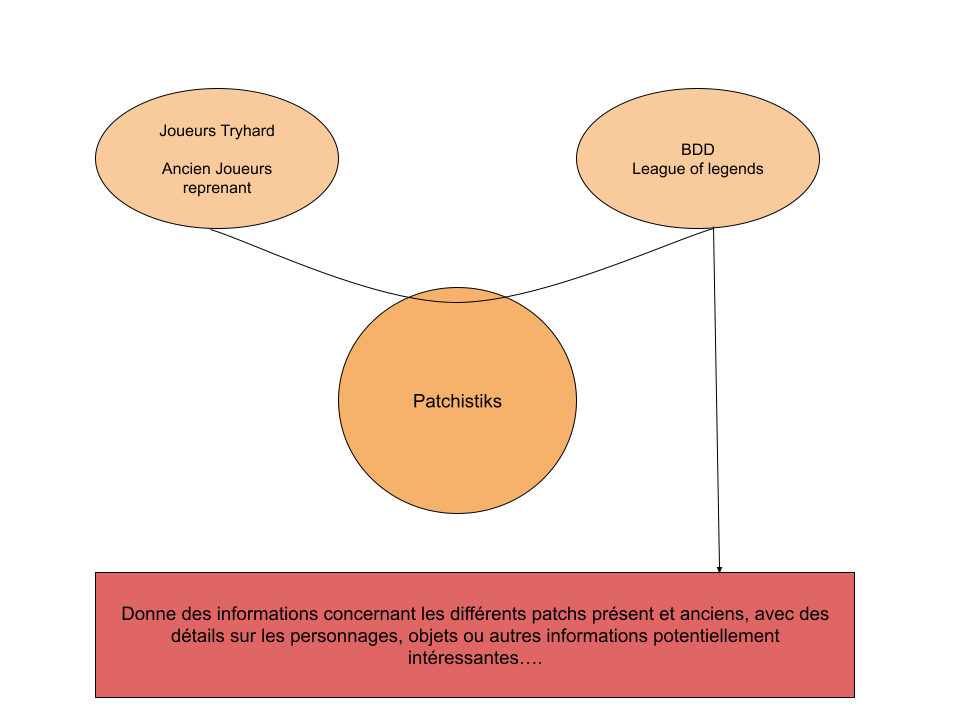 Joueurs Tryhard
Ancien Joueurs
reprenant
BDD
League of legends
Patchistiks
Donne des informations concernant les différents patchs présent et anciens, avec des
détails sur les personnages, objets ou autres informations potentiellement
intéressantes….